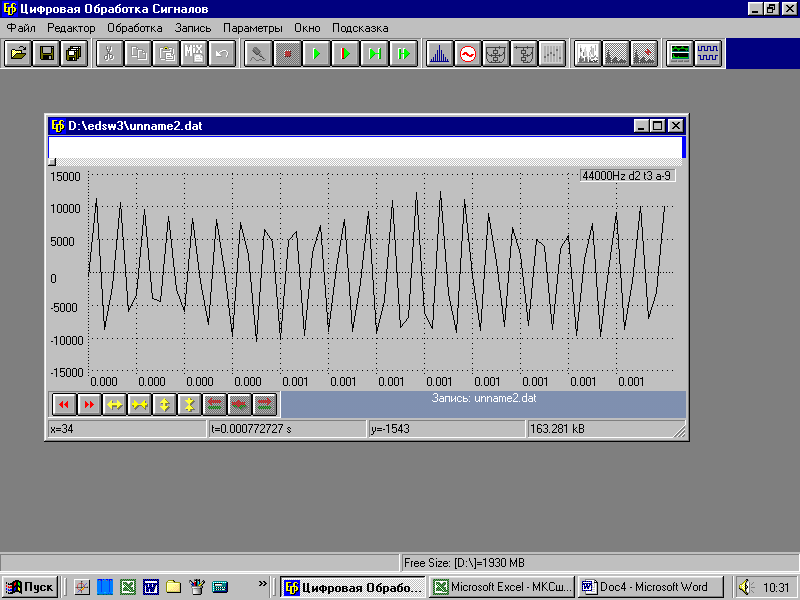 Цифровая Обработка Сигналов
Файл Редактор Обработка Запись Параметры Окно Подсказка
MiX
D:\edsw3\unname2.dat
44000Hz d2 t3 a-9
15000
10000
5000
0
-5000
-10000
-15000
0.000 0.000 0.000 0.000 0.001 0.001 0.001 0.001 0.001 0.001 0.001 0.001
Запись: unname2.dat
x=34 t=0.000772727 s y=-1543 163.281 kB
Free Size: [D:\]=1930 MB
Пуск » Цифровая Обрабо... Microsoft Excel - МКСш... Doc4 - Microsoft Word 10:31